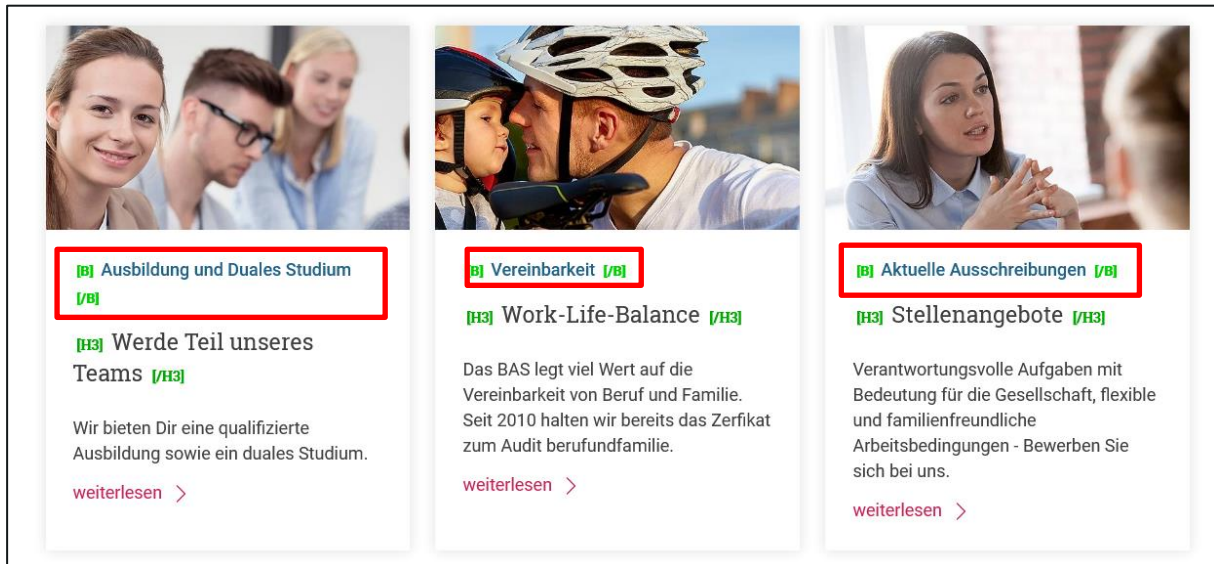 [B] Ausbildung und Duales Studium
[/B]
[H3] Werde Teil unseres
Teams [/H3]
Wir bieten Dir eine qualifizierte
Ausbildung sowie ein duales Studium.
weiterlesen >
B] Vereinbarkeit [/B]
[H3] Work-Life-Balance [/H3]
Das BAS legt viel Wert auf die
Vereinbarkeit von Beruf und Familie.
Seit 2010 halten wir bereits das Zerfikat
zum Audit berufundfamilie.
weiterlesen >
[B] Aktuelle Ausschreibungen [/B]
[H3] Stellenangebote [/H3]
Verantwortungsvolle Aufgaben mit
Bedeutung für die Gesellschaft, flexible
und familienfreundliche
Arbeitsbedingungen - Bewerben Sie
sich bei uns.
weiterlesen >